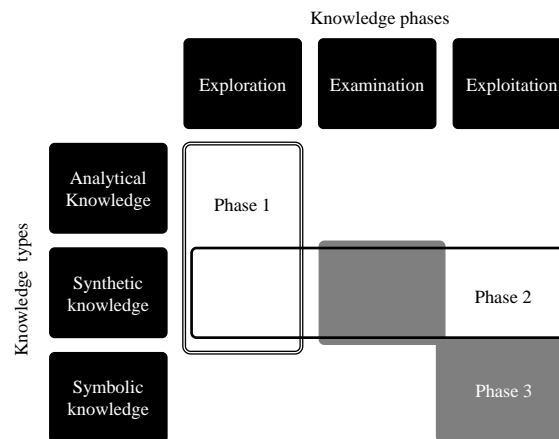 Knowledge phases
Exploration
Examination
Exploitation
Knowledge types
Analytical
Knowledge
Phase 1
Synthetic
knowledge
Phase 2
Symbolic
knowledge
Phase 3